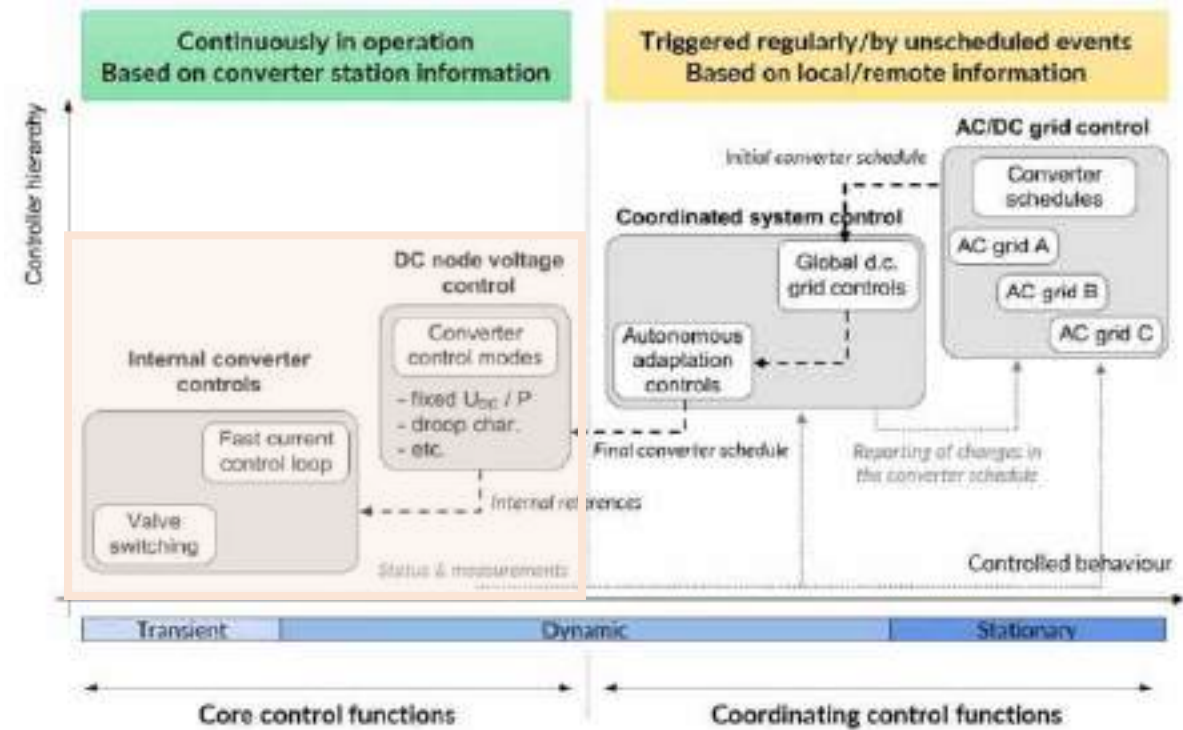 Continuously in operation
Based on converter station information
Triggered regularly/by unscheduled events
Based on local/remote information
Controller hierarchy
AC/DC grid control
Initial converter schedule
Converter
schedules
Coordinated system control
AC grid A
DC node voltage
control
Global d.c.
grid controls
AC grid B
Converter
control modes
Autonomous
adaptation
controls
AC grid C
Internal converter
controls
- fixed UDC / P
- droop char.
- etc.
Fast current
control loop
Final converter schedule
Reporting of changes in
the converter schedule
Internal references
Valve
switching
Status & measurements
Controlled behaviour
Transient
Dynamic
Stationary
Core control functions
Coordinating control functions